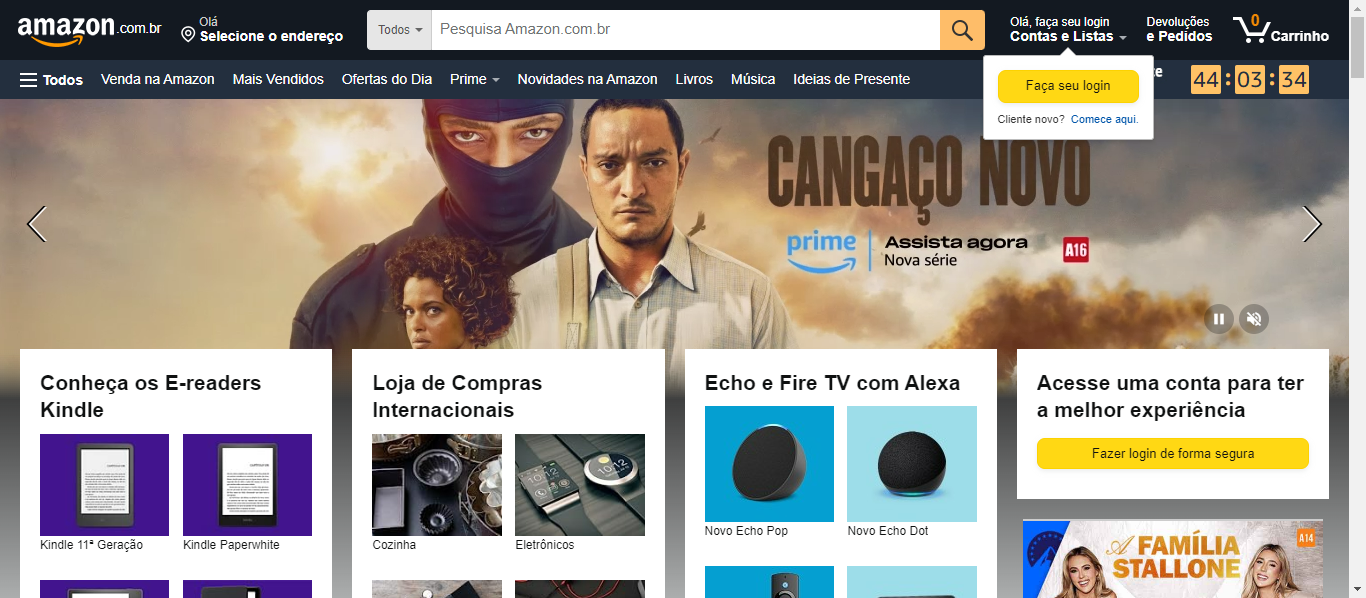 amazon.com.br
Olá
Selecione o endereço
Todos
Pesquisa Amazon.com.br
Olá, faça seu login
Contas e Listas
Devoluções
e Pedidos
0
Carrinho
Todos
Venda na Amazon
Mais Vendidos
Ofertas do Dia
Prime
Novidades na Amazon
Livros
Música
Ideias de Presente
44:03:34
Faça seu login
Cliente novo? Comece aqui.
CANGAÇO NOVO
prime
Assista agora
Nova série
A16
Conheça os E-readers
Kindle
Kindle 11ª Geração
Kindle Paperwhite
Loja de Compras
Internacionais
Cozinha
Eletrônicos
Echo e Fire TV com Alexa
Novo Echo Pop
Novo Echo Dot
Acesse uma conta para ter
a melhor experiência
Fazer login de forma segura
A FAMÍLIA
STALLONE
A14